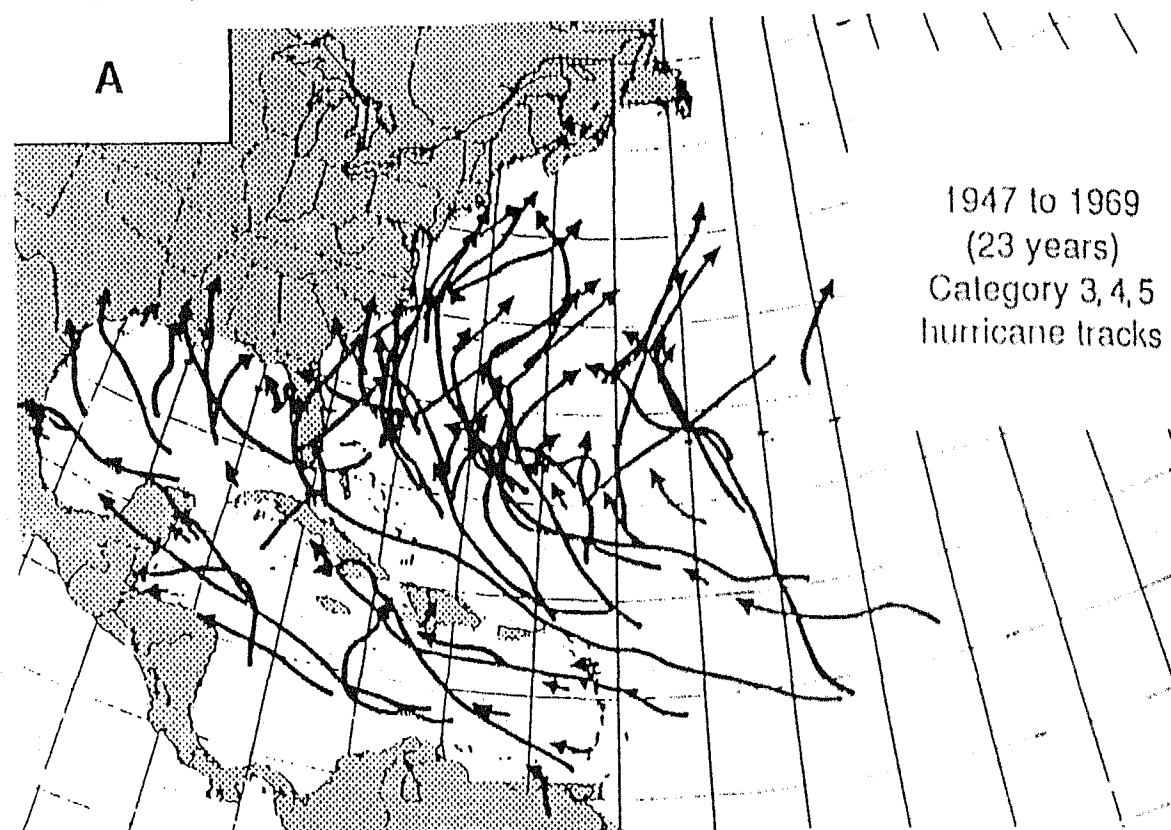 A
1947 to 1969
(23 years)
Category 3, 4, 5
hurricane tracks